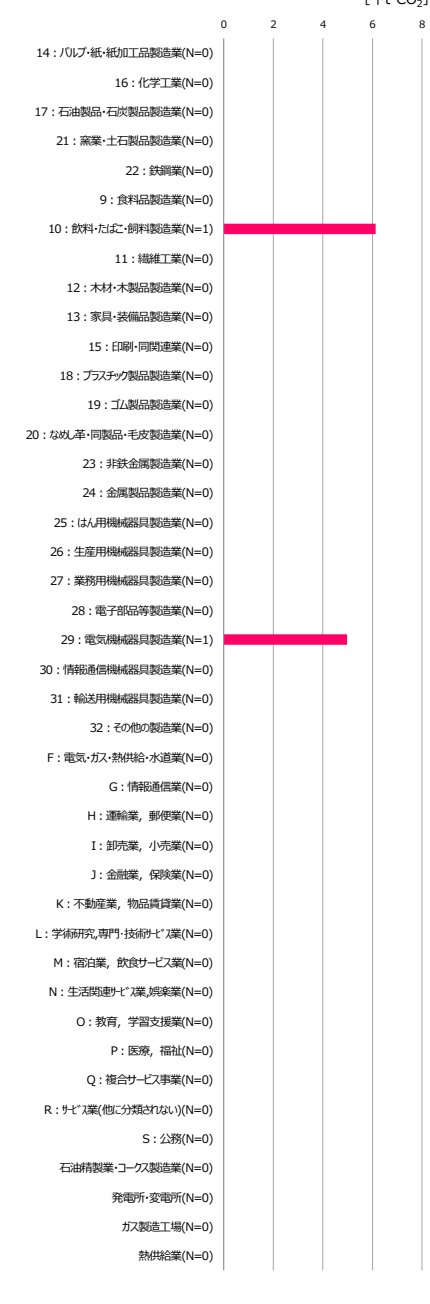 0 2 4 6 8
14：パルプ・紙・紙加工品製造業(N=0)
16：化学工業(N=0)
17：石油製品・石炭製品製造業(N=0)
21：窯業・土石製品製造業(N=0)
22：鉄鋼業(N=0)
9：食料品製造業(N=0)
10：飲料・たばこ・飼料製造業(N=1)
11：繊維工業(N=0)
12：木材・木製品製造業(N=0)
13：家具・装備品製造業(N=0)
15：印刷・同関連業(N=0)
18：プラスチック製品製造業(N=0)
19：ゴム製品製造業(N=0)
20：なめし革・同製品・毛皮製造業(N=0)
23：非鉄金属製造業(N=0)
24：金属製品製造業(N=0)
25：はん用機械器具製造業(N=0)
26：生産用機械器具製造業(N=0)
27：業務用機械器具製造業(N=0)
28：電子部品等製造業(N=0)
29：電気機械器具製造業(N=1)
30：情報通信機械器具製造業(N=0)
31：輸送用機械器具製造業(N=0)
32：その他の製造業(N=0)
F：電気・ガス・熱供給・水道業(N=0)
G：情報通信業(N=0)
H：運輸業，郵便業(N=0)
I：卸売業，小売業(N=0)
J：金融業，保険業(N=0)
K：不動産業，物品賃貸業(N=0)
L：学術研究,専門・技術ｻｰﾋﾞｽ業(N=0)
M：宿泊業，飲食サービス業(N=0)
N：生活関連ｻｰﾋﾞｽ業,娯楽業(N=0)
O：教育，学習支援業(N=0)
P：医療，福祉(N=0)
Q：複合サービス事業(N=0)
R：ｻｰﾋﾞｽ業(他に分類されない)(N=0)
S：公務(N=0)
石油精製業・コークス製造業(N=0)
発電所・変電所(N=0)
ガス製造工場(N=0)
熱供給業(N=0)